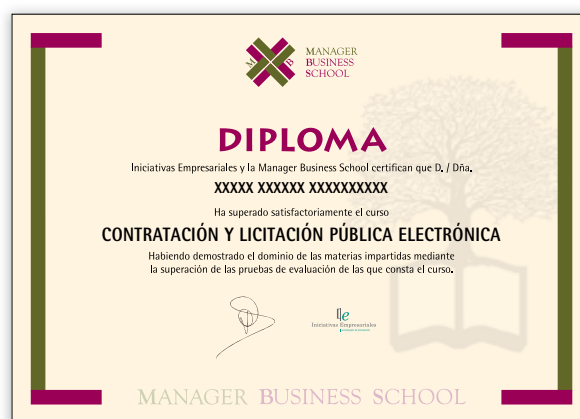 M B
MANAGER
BUSINESS
SCHOOL
DIPLOMA
Iniciativas Empresariales y la Manager Business School certifican que D. / Dña.
XXXXX XXXXXX XXXXXXXXXX
Ha superado satisfactoriamente el curso
CONTRATACIÓN Y LICITACIÓN PÚBLICA ELECTRÓNICA
Habiendo demostrado el dominio de las materias impartidas mediante
la superación de las pruebas de evaluación de las que consta el curso.
Iniciativas Empresariales
MANAGER BUSINESS SCHOOL